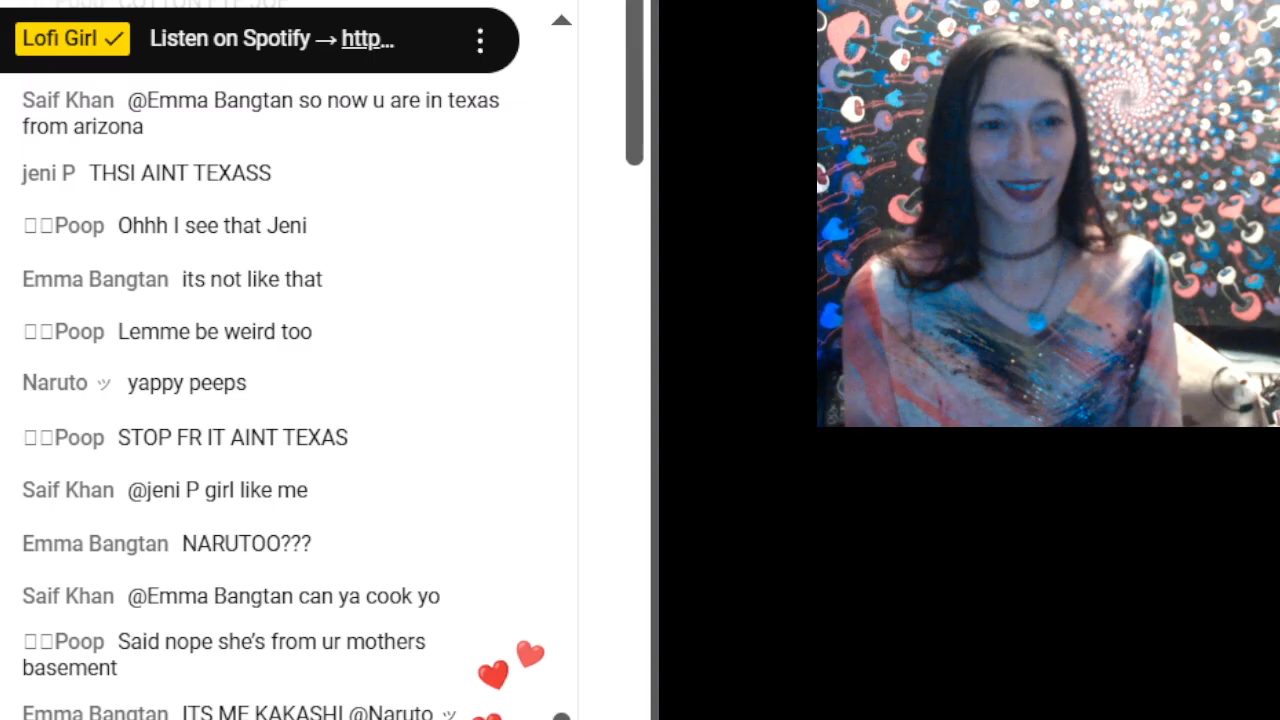 Lofi Girl Listen on Spotify → http...
Saif Khan @Emma Bangtan so now u are in texas
from arizona
jeni P THSI AINT TEXASS
□□Poop Ohhh I see that Jeni
Emma Bangtan its not like that
□□Poop Lemme be weird too
Naruto ッ yappy peeps
□□Poop STOP FR IT AINT TEXAS
Saif Khan @jeni P girl like me
Emma Bangtan NARUTOO???
Saif Khan @Emma Bangtan can ya cook yo
□□Poop Said nope she’s from ur mothers
basement
Emma Bangtan ITS ME KAKASHI @Naruto ッ